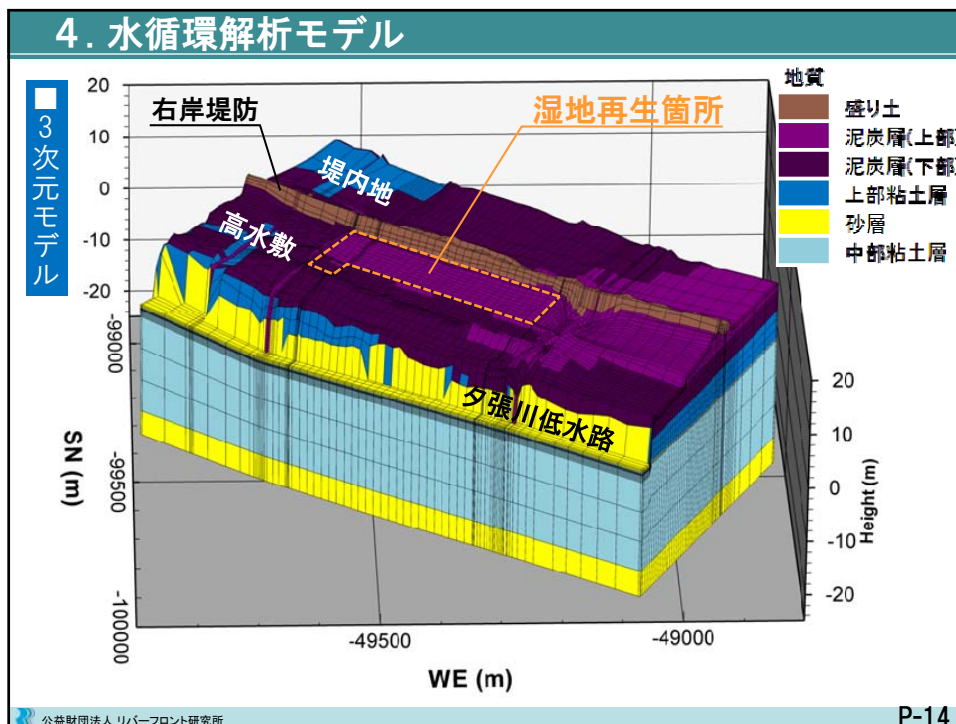 4. 水循環解析モデル
■3次元モデル
20
10
0
-10
-20
右岸堤防
湿地再生箇所
堤内地
高水敷
夕張川低水路
地質
盛り土
泥炭層(上部)
泥炭層(下部)
上部粘土層
砂層
中部粘土層
-99000
-99500
-100000
SN (m)
-49500
-49000
WE (m)
20
10
0
-10
-20
Height (m)
公益財団法人 リバーフロント研究所
P-14